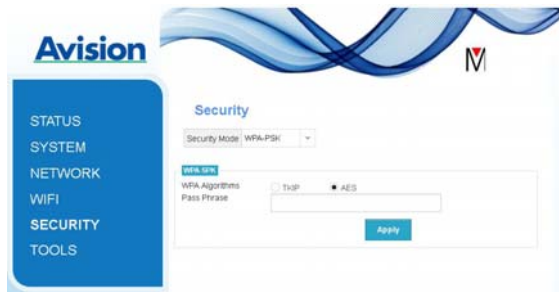 Avision
M
STATUS
SYSTEM
NETWORK
WIFI
SECURITY
TOOLS
Security
Security Mode WPA-PSK
WPA SPK
WPA Algorithms TKIP AES
Pass Phrase
Apply